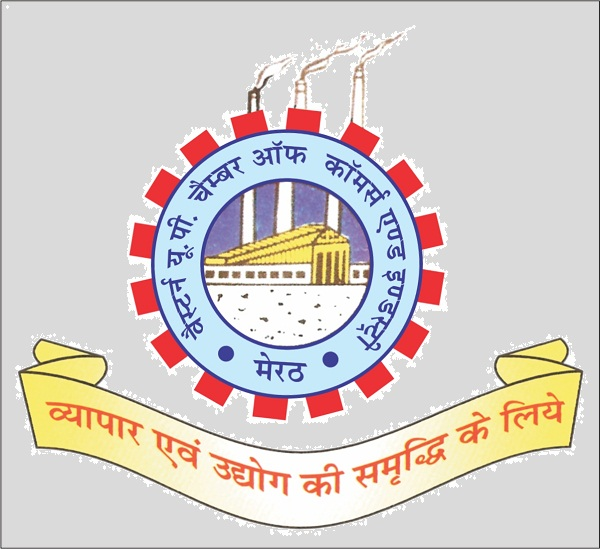 वैस्टर्न यू.पी. चैम्बर ऑफ कॉमर्स एण्ड इण्डस्ट्री
मेरठ
व्यापार एवं उद्योग की समृद्धि के लिये